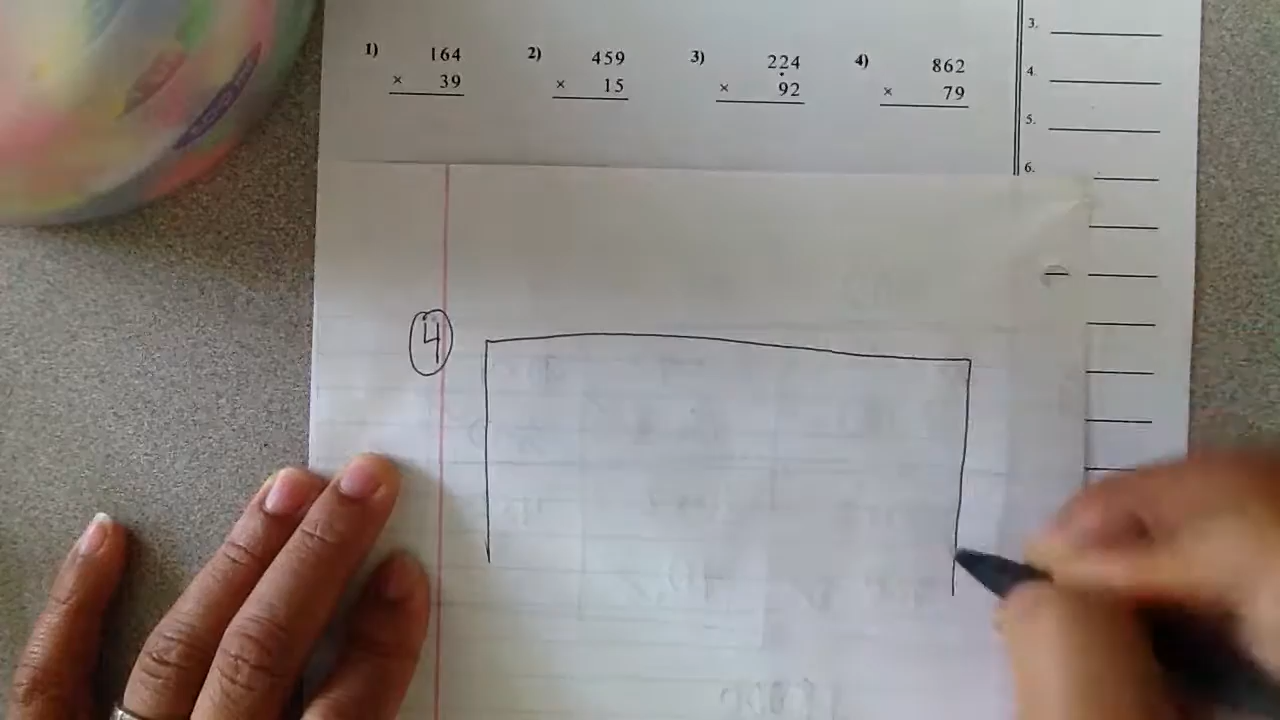 1) 164 2) 459 3) 224 4) 862
× 39 × 15 × 92 × 79
3.
4.
5.
6.
4